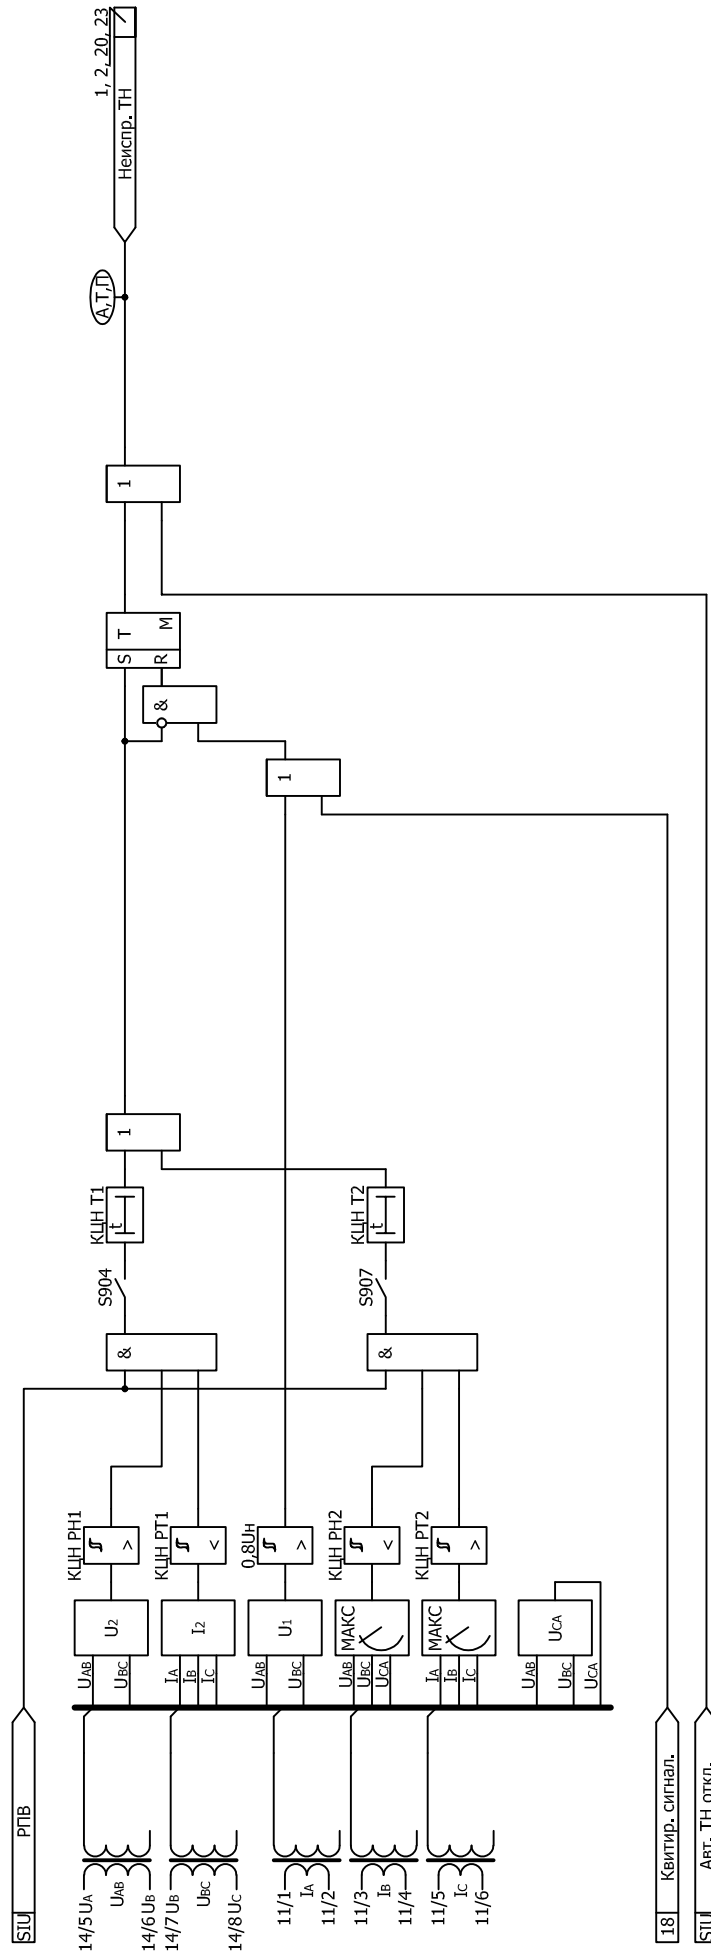 1, 2, 20, 23
Неиспр. ТН
А,Т,П
1
S T
R M
&
1
1
КЦН Т1
t
S904
&
КЦН Т2
t
S907
&
КЦН РН1
>
КЦН РТ1
<
0,8Uн
>
КЦН РН2
<
КЦН РТ2
>
U2
I2
U1
МАКС
МАКС
UCA
UAB
UBC
IA
IB
IC
UAB
UBC
UAB
UBC
UCA
IA
IB
IC
UAB
UBC
UCA
SIU РПВ
14/5 UA
UAB
14/6 UB
14/7 UB
UBC
14/8 UC
11/1
IA
11/2
11/3
IB
11/4
11/5
IC
11/6
18 Квитир. сигнал.
SIU Авт. ТН откл.